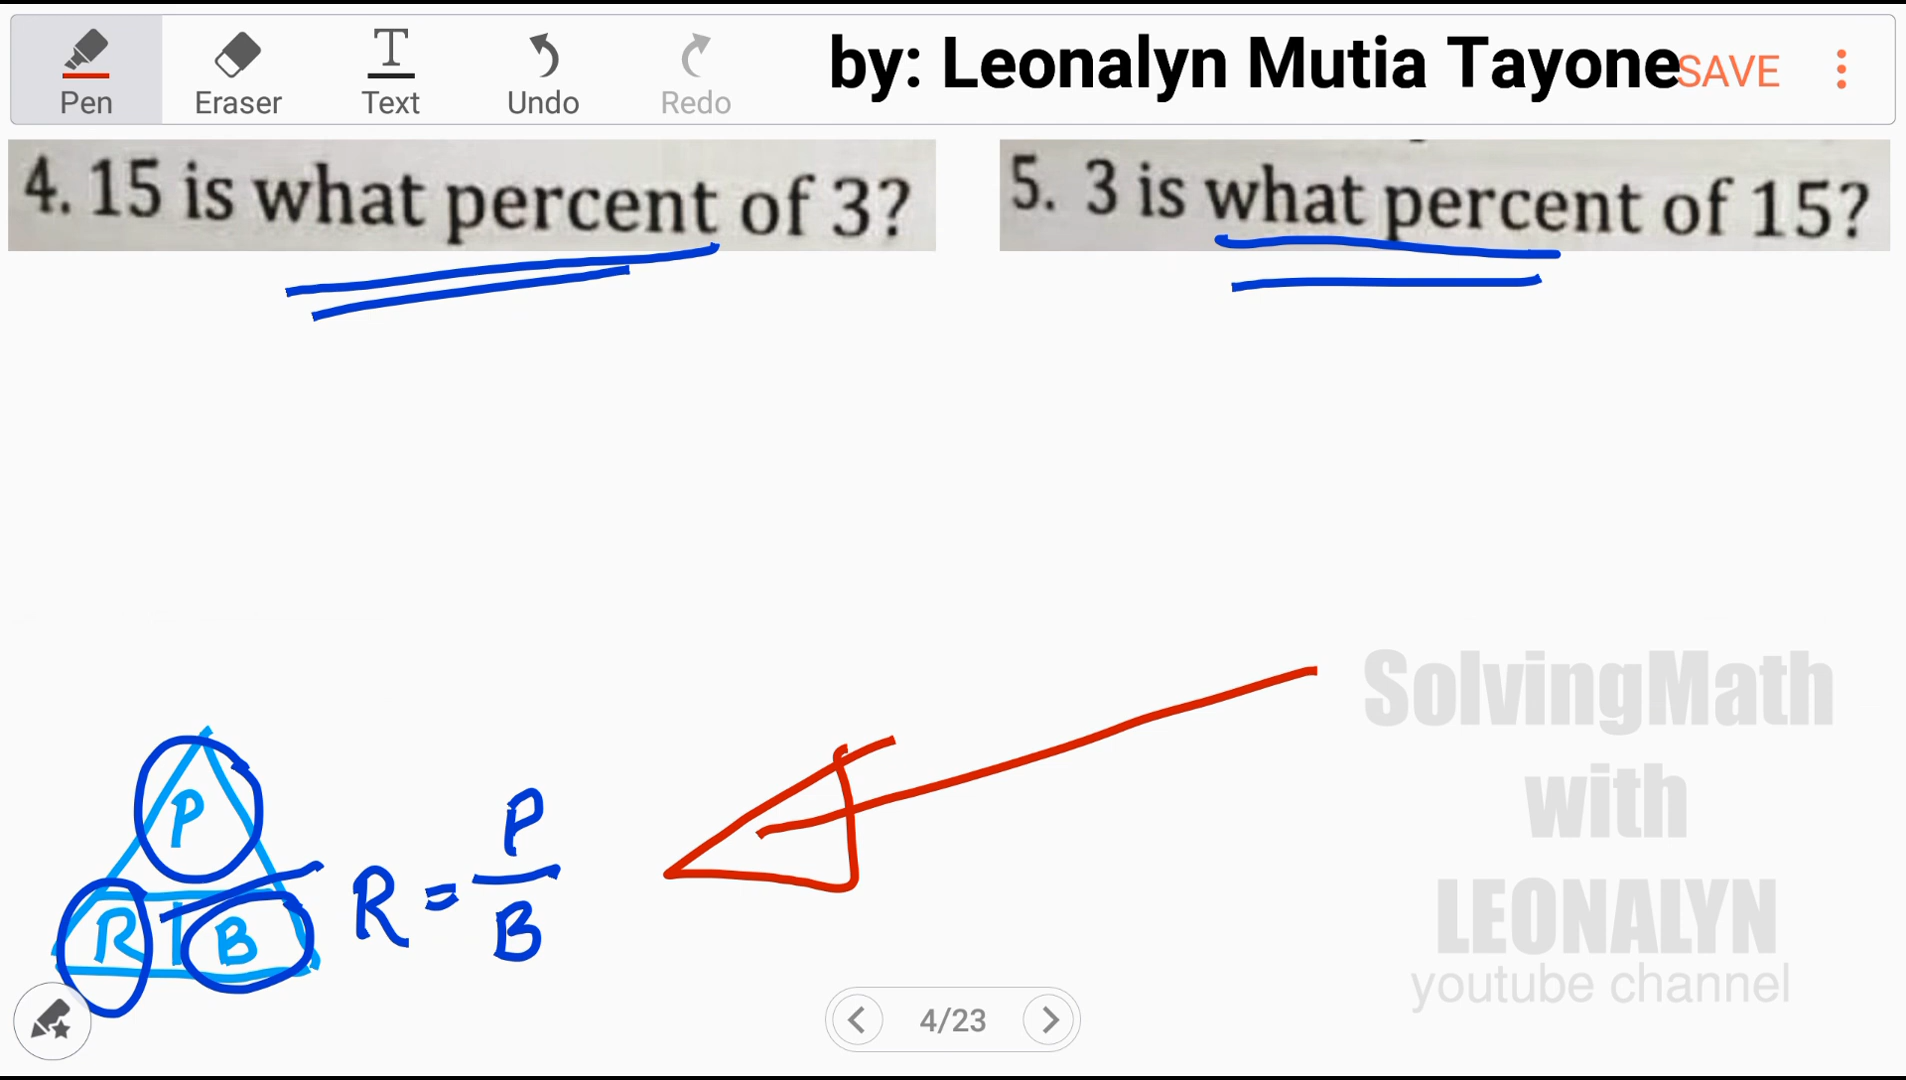 Pen Eraser Text Undo Redo by: Leonalyn Mutia Tayone SAVE
4. 15 is what percent of 3?
5. 3 is what percent of 15?
P
R B
R = P/B
SolvingMath
with
LEONALYN
youtube channel
4/23